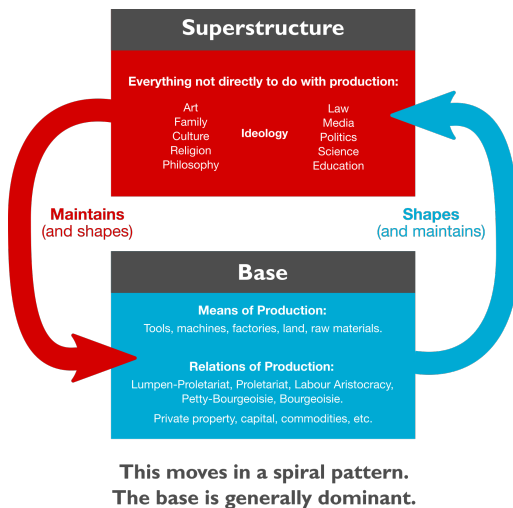 Superstructure
Everything not directly to do with production:
Art
Family
Culture
Religion
Philosophy
Ideology
Law
Media
Politics
Science
Education
Maintains
(and shapes)
Shapes
(and maintains)
Base
Means of Production:
Tools, machines, factories, land, raw materials.
Relations of Production:
Lumpen-Proletariat, Proletariat, Labour Aristocracy,
Petty-Bourgeoisie, Bourgeoisie.
Private property, capital, commodities, etc.
This moves in a spiral pattern.
The base is generally dominant.